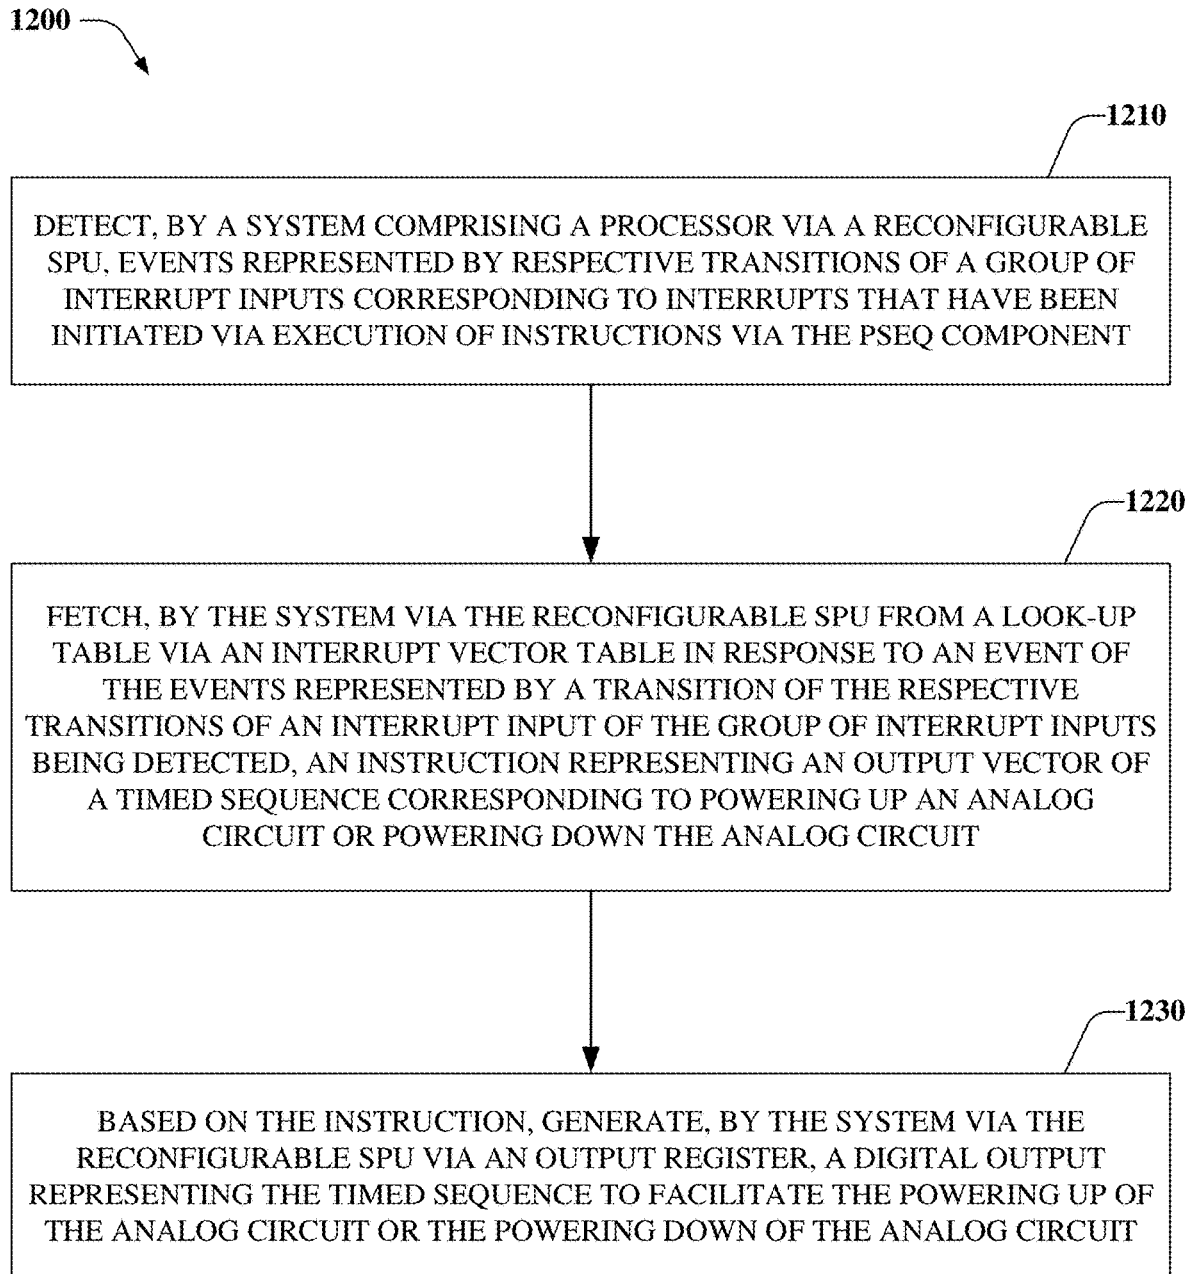 1200
1210
DETECT, BY A SYSTEM COMPRISING A PROCESSOR VIA A RECONFIGURABLE
SPU, EVENTS REPRESENTED BY RESPECTIVE TRANSITIONS OF A GROUP OF
INTERRUPT INPUTS CORRESPONDING TO INTERRUPTS THAT HAVE BEEN
INITIATED VIA EXECUTION OF INSTRUCTIONS VIA THE PSEQ COMPONENT
1220
FETCH, BY THE SYSTEM VIA THE RECONFIGURABLE SPU FROM A LOOK-UP
TABLE VIA AN INTERRUPT VECTOR TABLE IN RESPONSE TO AN EVENT OF
THE EVENTS REPRESENTED BY A TRANSITION OF THE RESPECTIVE
TRANSITIONS OF AN INTERRUPT INPUT OF THE GROUP OF INTERRUPT INPUTS
BEING DETECTED, AN INSTRUCTION REPRESENTING AN OUTPUT VECTOR OF
A TIMED SEQUENCE CORRESPONDING TO POWERING UP AN ANALOG
CIRCUIT OR POWERING DOWN THE ANALOG CIRCUIT
1230
BASED ON THE INSTRUCTION, GENERATE, BY THE SYSTEM VIA THE
RECONFIGURABLE SPU VIA AN OUTPUT REGISTER, A DIGITAL OUTPUT
REPRESENTING THE TIMED SEQUENCE TO FACILITATE THE POWERING UP OF
THE ANALOG CIRCUIT OR THE POWERING DOWN OF THE ANALOG CIRCUIT